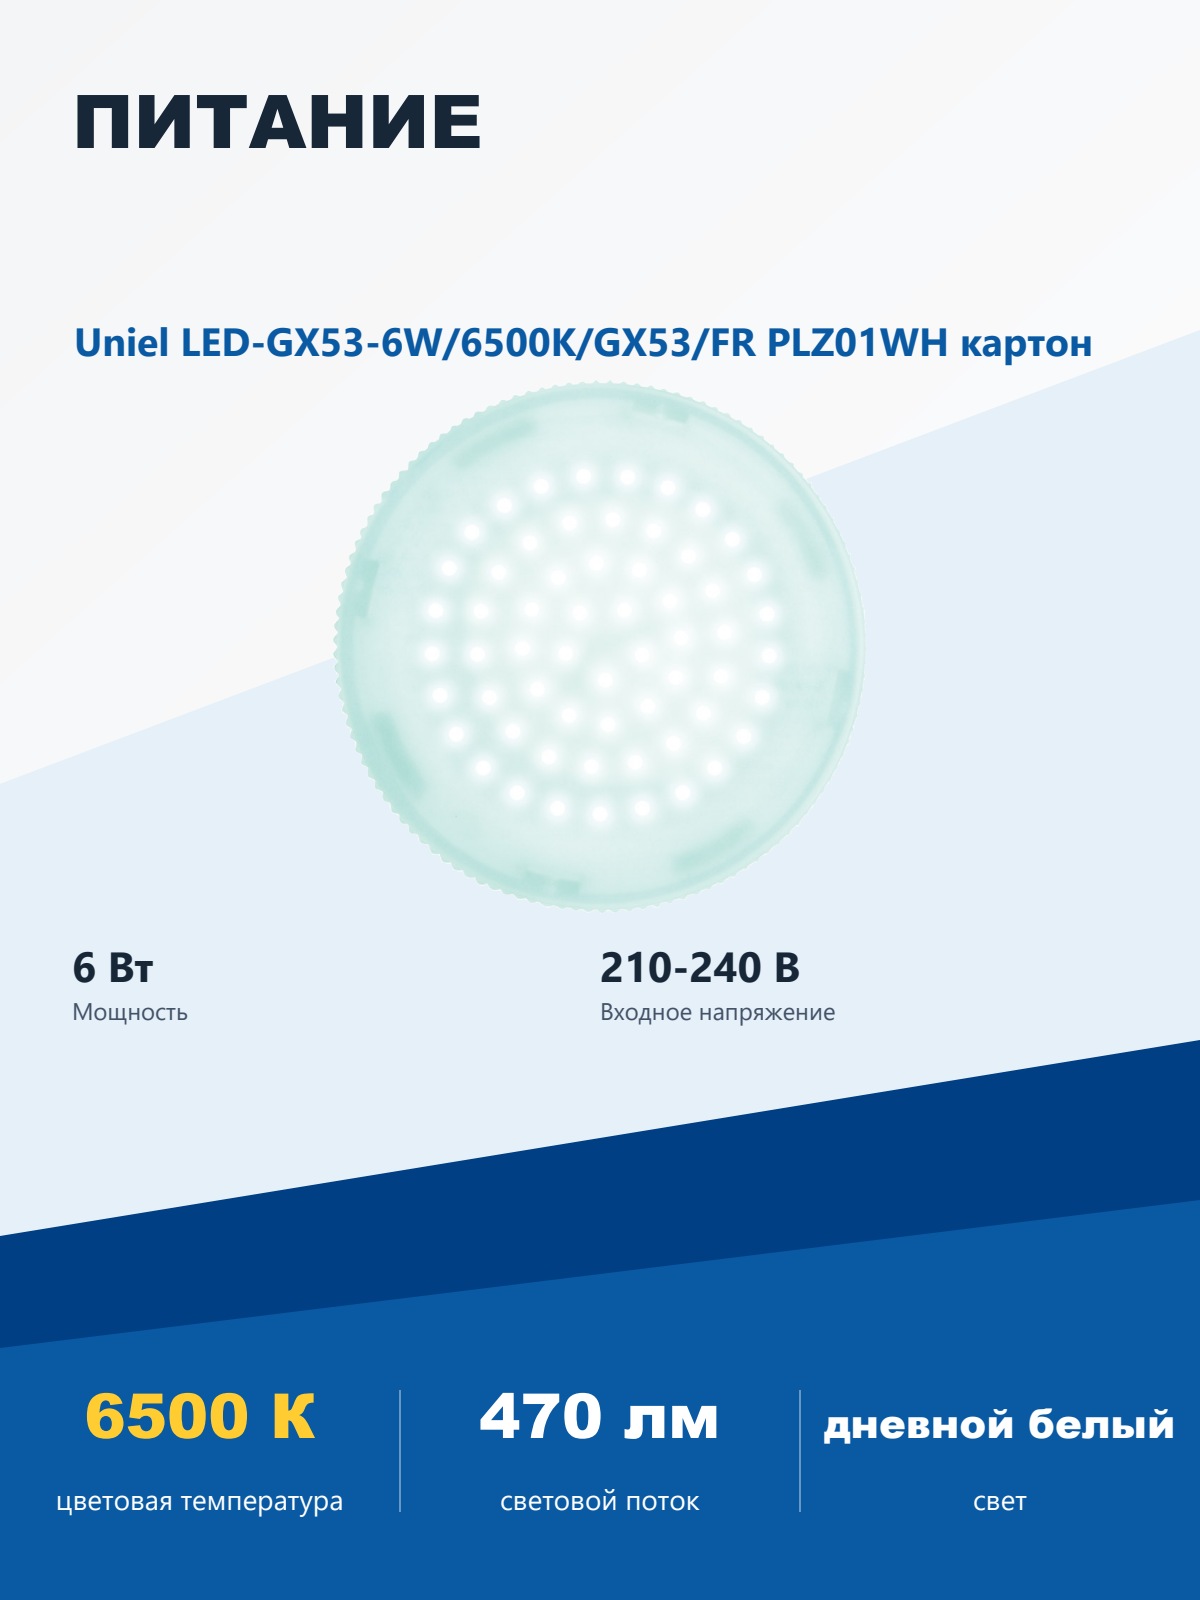 ПИТАНИЕ
Uniel LED-GX53-6W/6500K/GX53/FR PLZ01WH картон
6 Вт
Мощность
210-240 В
Входное напряжение
6500 К
цветовая температура
470 лм
световой поток
дневной белый
свет